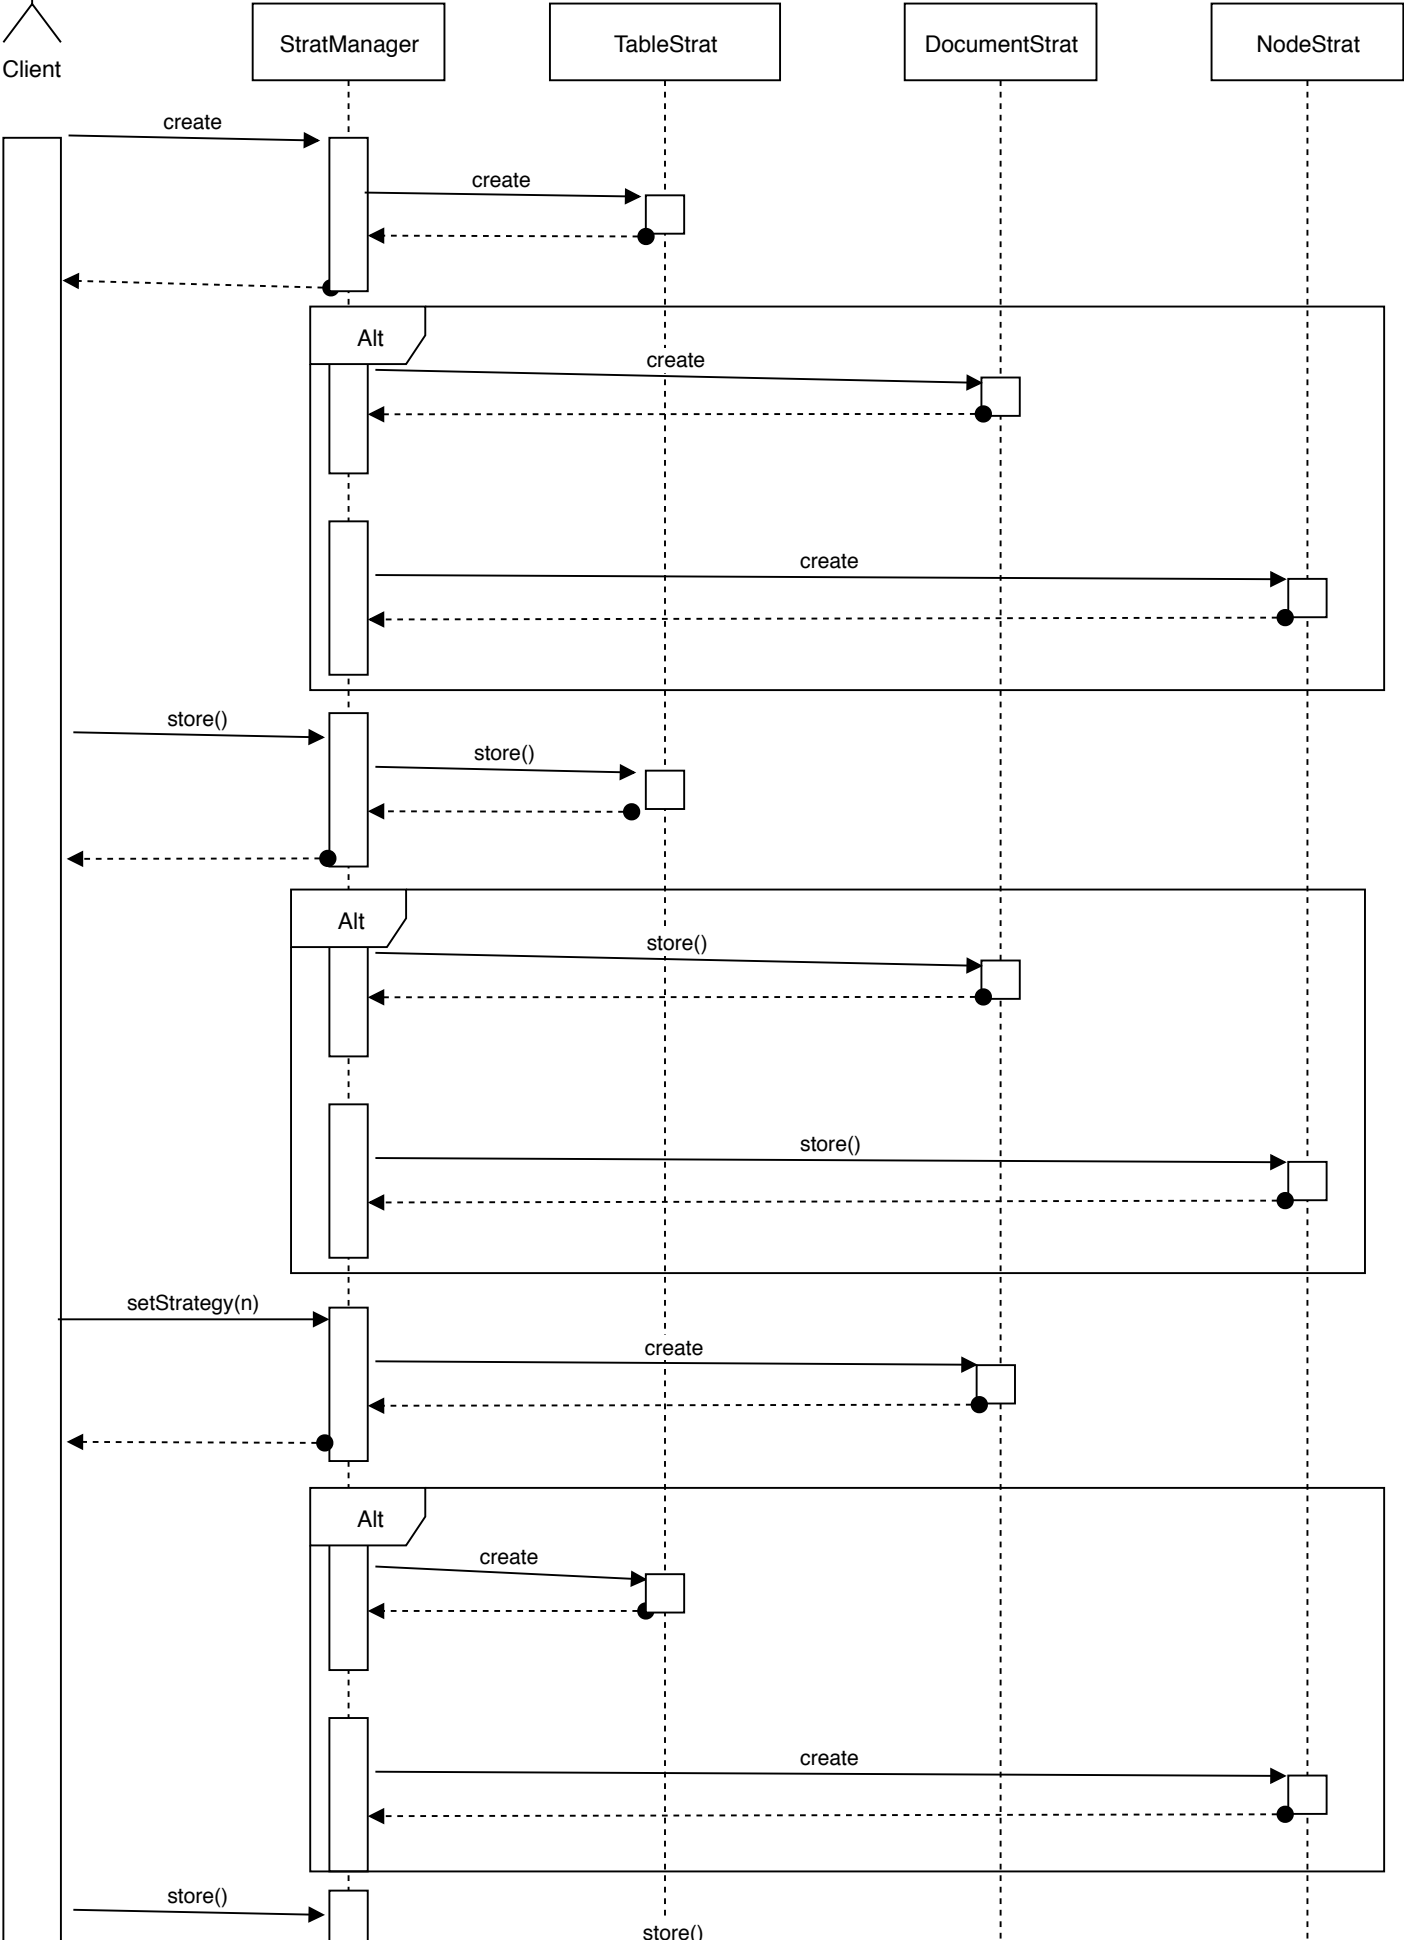 Client
StratManager
TableStrat
DocumentStrat
NodeStrat
create
create
Alt
create
create
store()
store()
Alt
store()
store()
setStrategy(n)
create
Alt
create
create
store()
store()